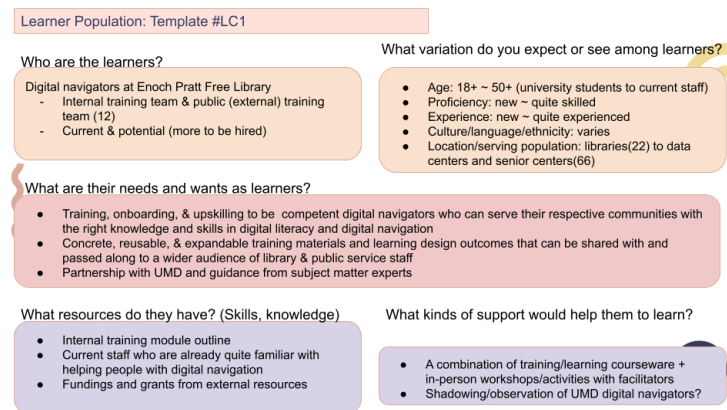 Learner Population: Template #LC1
Who are the learners?
Digital navigators at Enoch Pratt Free Library
- Internal training team & public (external) training
team (12)
- Current & potential (more to be hired)
What variation do you expect or see among learners?
● Age: 18+ ~ 50+ (university students to current staff)
● Proficiency: new ~ quite skilled
● Experience: new ~ quite experienced
● Culture/language/ethnicity: varies
● Location/serving population: libraries(22) to data
centers and senior centers(66)
What are their needs and wants as learners?
● Training, onboarding, & upskilling to be competent digital navigators who can serve their respective communities with
the right knowledge and skills in digital literacy and digital navigation
● Concrete, reusable, & expandable training materials and learning design outcomes that can be shared with and
passed along to a wider audience of library & public service staff
● Partnership with UMD and guidance from subject matter experts
What resources do they have? (Skills, knowledge)
● Internal training module outline
● Current staff who are already quite familiar with
helping people with digital navigation
● Fundings and grants from external resources
What kinds of support would help them to learn?
● A combination of training/learning courseware +
in-person workshops/activities with facilitators
● Shadowing/observation of UMD digital navigators?